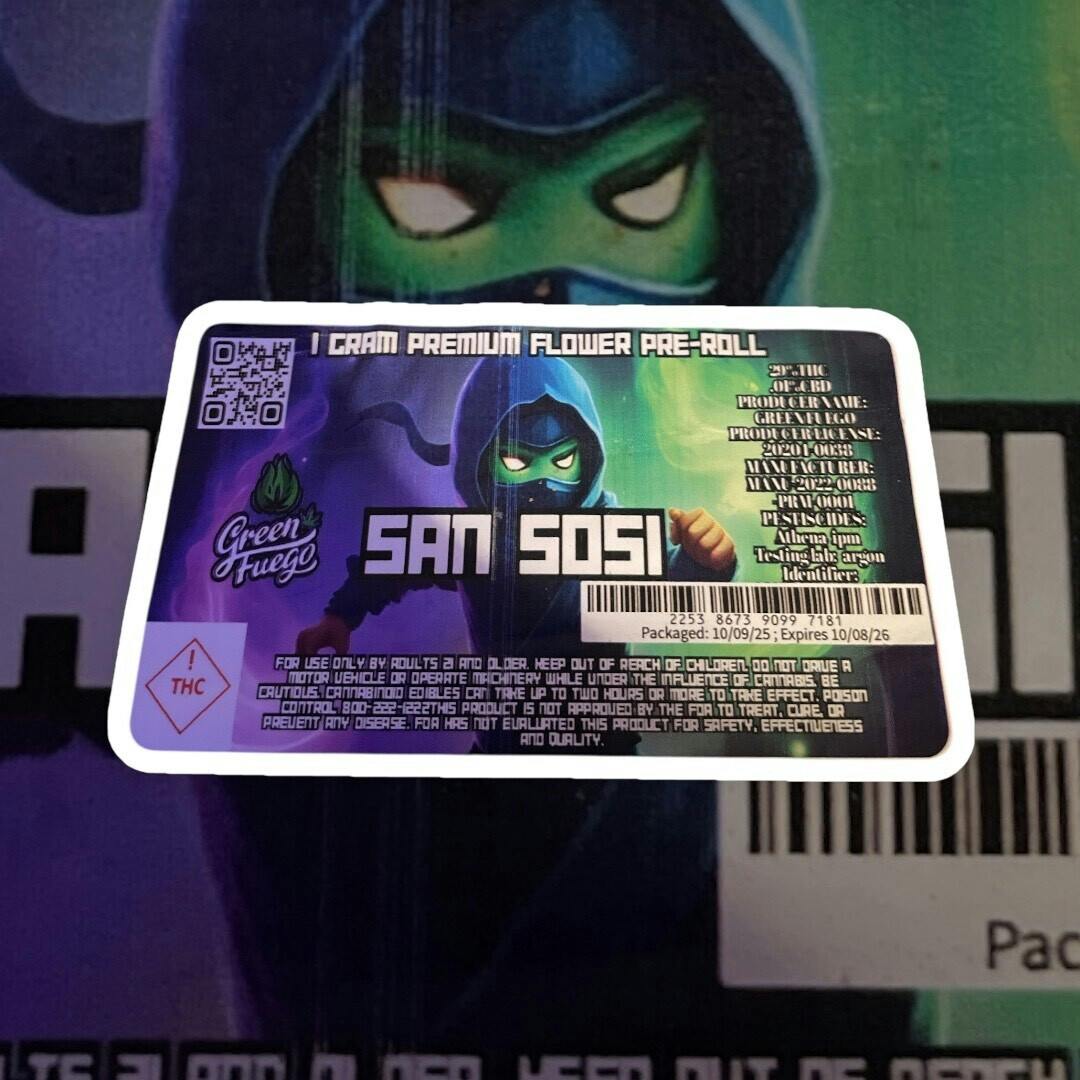 1 GRAM PREMIUM FLOWER PRE-ROLL
29%THC
.01%CBD
PRODUCER NAME:
GREEN FUEGO
PRODUCER LICENSE:
20201-0038
MANUFACTURER:
MANU-2022-0088
-PRM-0001
PESTISCIDES:
Athena ipm
Testing lab: argon
Identifier:
Green
Fuego
SAN SOSI
2253 8673 9099 7181
Packaged: 10/09/25 ; Expires 10/08/26
!
THC
FOR USE ONLY BY ADULTS 21 AND OLDER. KEEP OUT OF REACH OF CHILDREN. DO NOT DRIVE A
MOTOR VEHICLE OR OPERATE MACHINERY WHILE UNDER THE INFLUENCE OF CANNABIS. BE
CAUTIOUS. CANNABINOID EDIBLES CAN TAKE UP TO TWO HOURS OR MORE TO TAKE EFFECT. POISON
CONTROL 800-222-1222THIS PRODUCT IS NOT APPROVED BY THE FDA TO TREAT, CURE, OR
PREVENT ANY DISEASE. FDA HAS NOT EVALUATED THIS PRODUCT FOR SAFETY, EFFECTIVENESS
AND QUALITY.
Pac